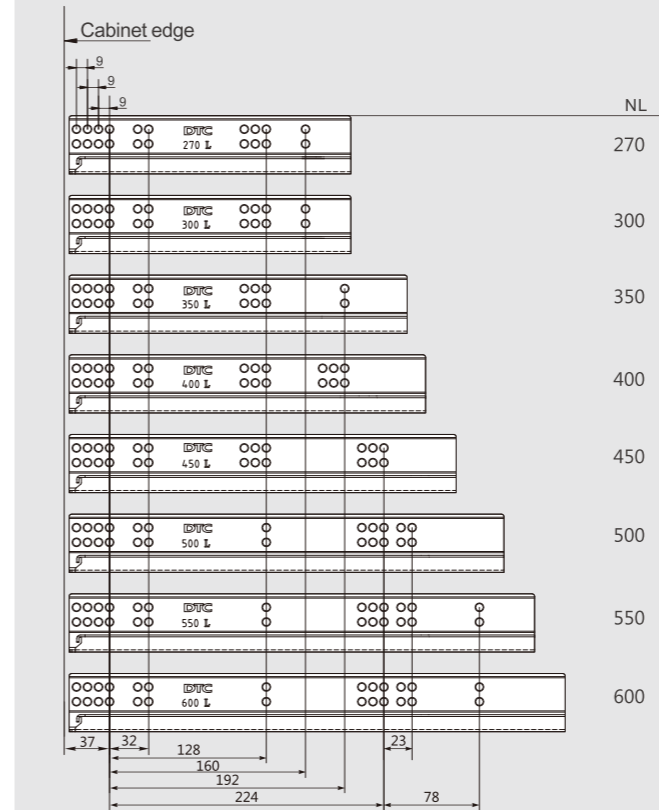 Cabinet edge
9
9
9
NL
DTC
270 L
270
DTC
300 L
300
DTC
350 L
350
DTC
400 L
400
DTC
450 L
450
DTC
500 L
500
DTC
550 L
550
DTC
600 L
600
37 32 23
128
160
192
224 78